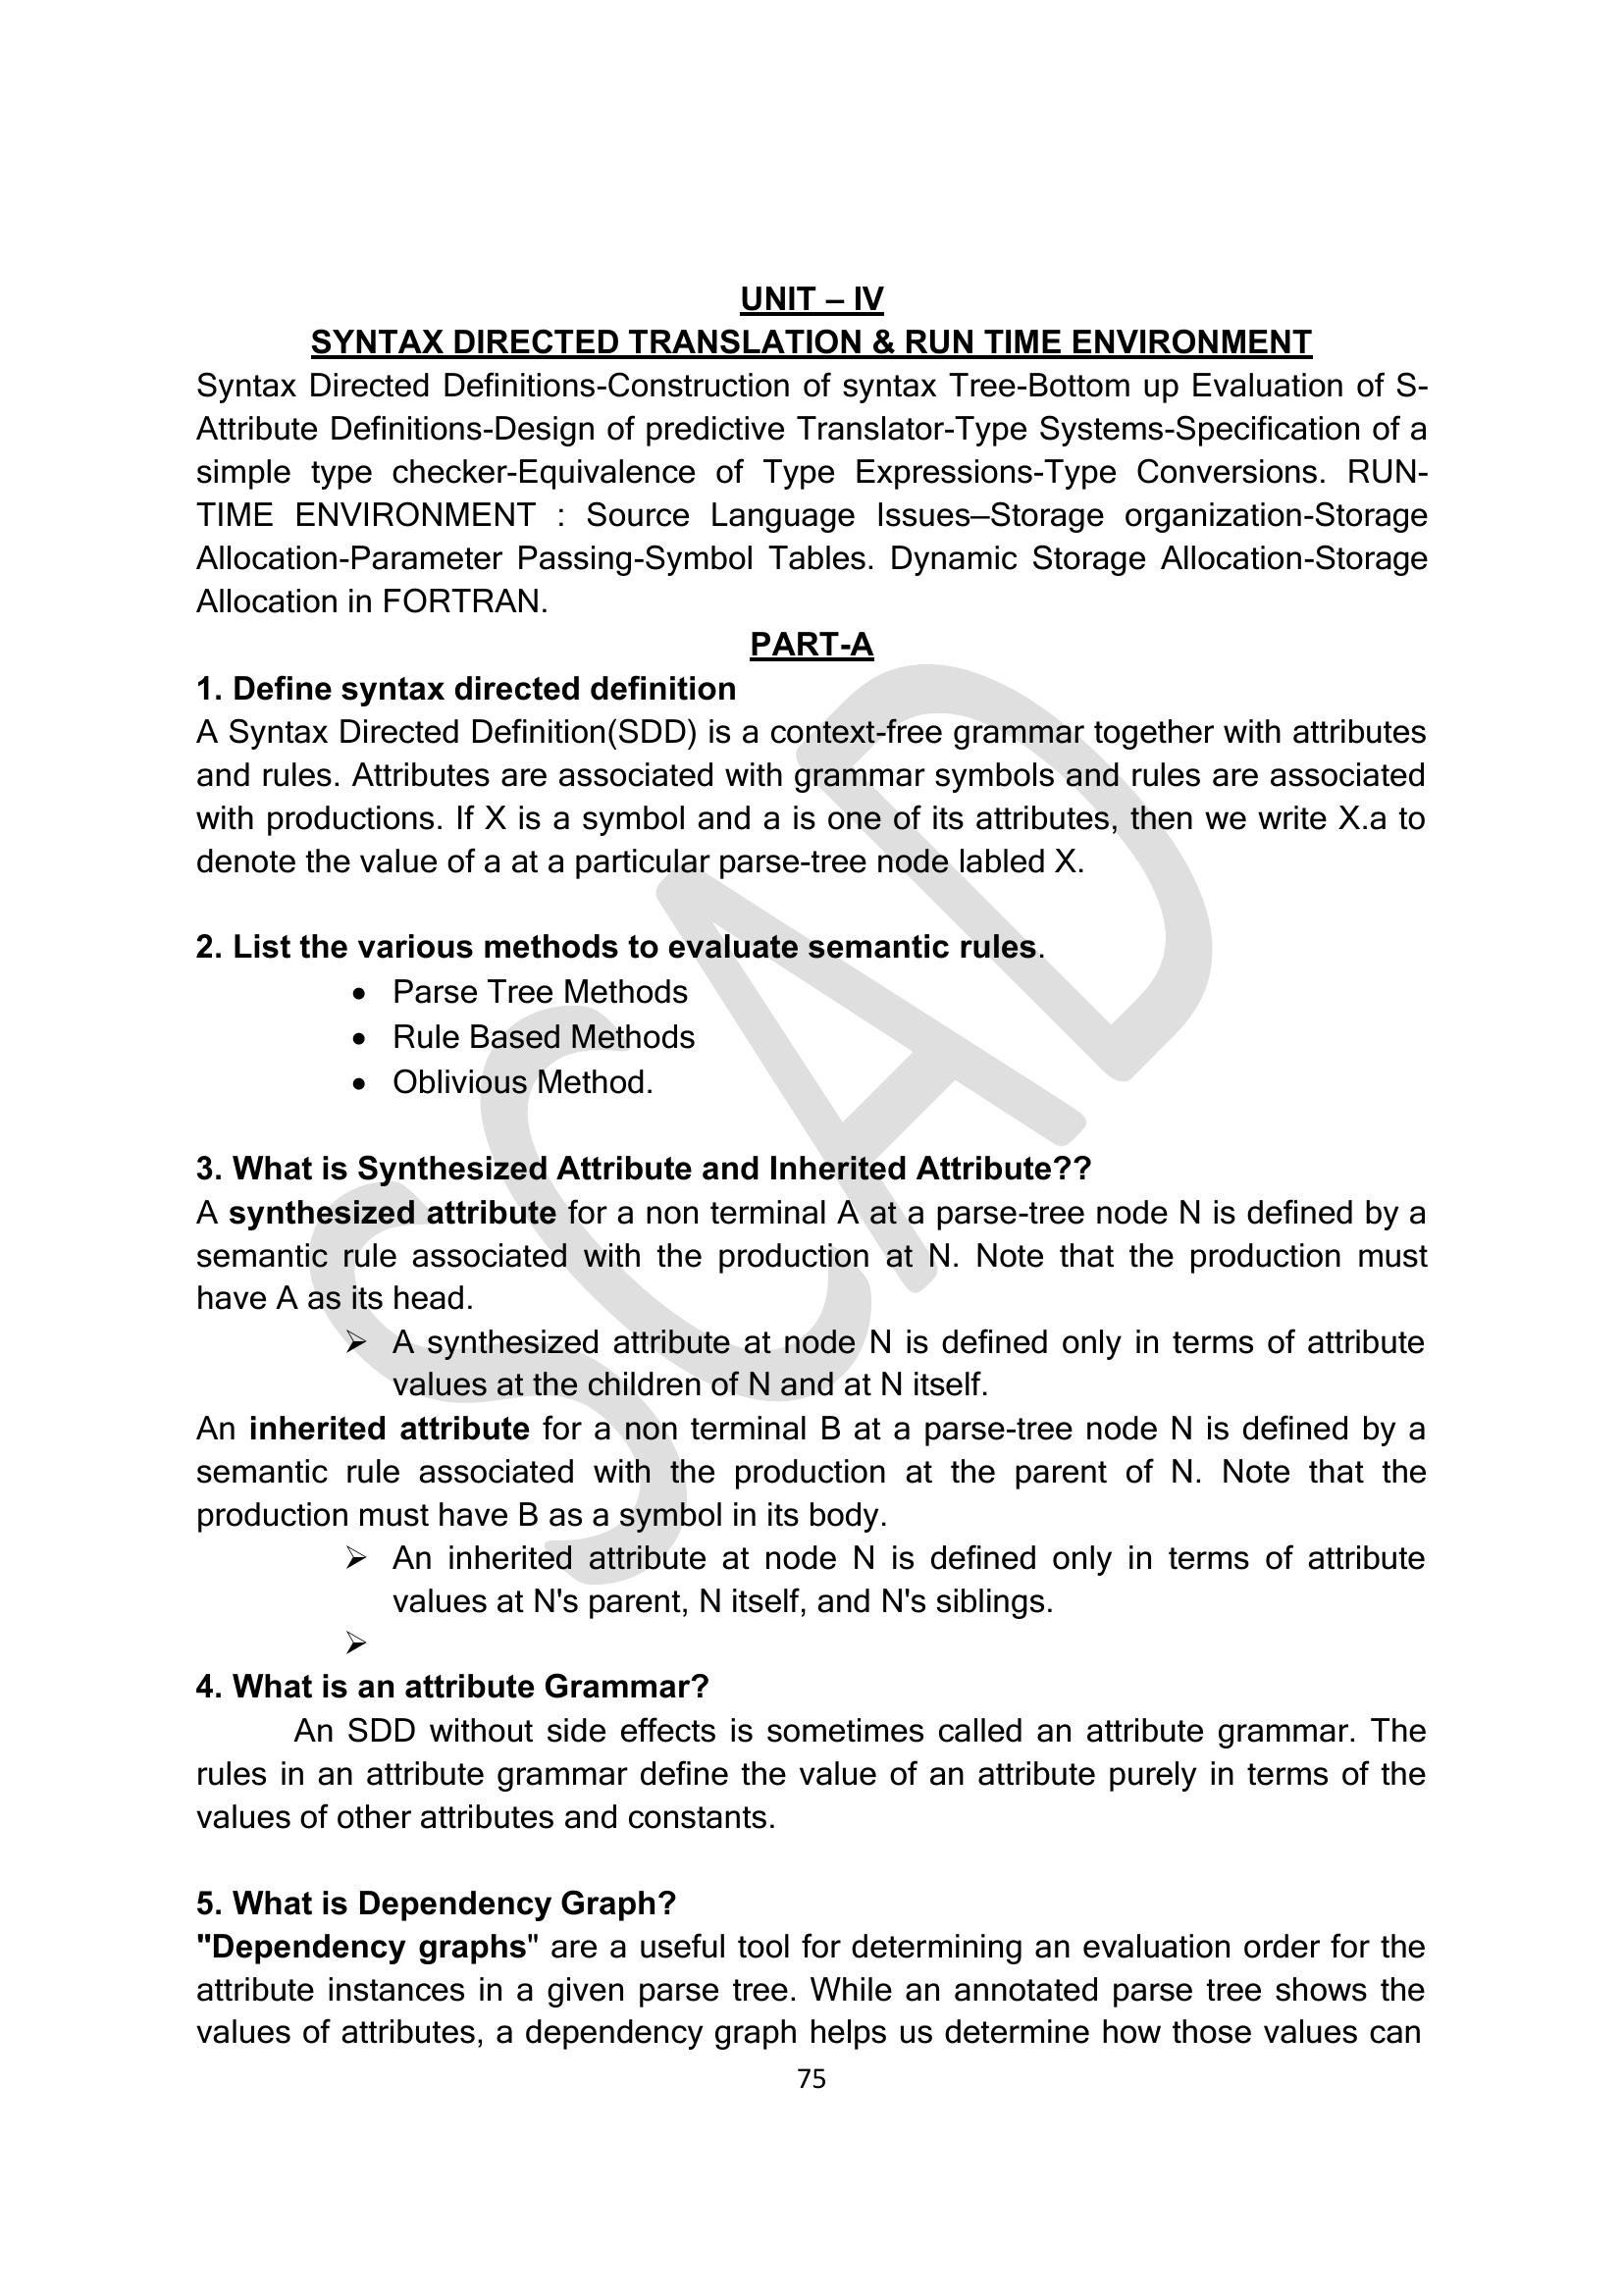 UNIT – IV
SYNTAX DIRECTED TRANSLATION & RUN TIME ENVIRONMENT
Syntax Directed Definitions-Construction of syntax Tree-Bottom up Evaluation of S-
Attribute Definitions-Design of predictive Translator-Type Systems-Specification of a
simple type checker-Equivalence of Type Expressions-Type Conversions. RUN-
TIME ENVIRONMENT : Source Language Issues—Storage organization-Storage
Allocation-Parameter Passing-Symbol Tables. Dynamic Storage Allocation-Storage
Allocation in FORTRAN.
PART-A
1. Define syntax directed definition
A Syntax Directed Definition(SDD) is a context-free grammar together with attributes
and rules. Attributes are associated with grammar symbols and rules are associated
with productions. If X is a symbol and a is one of its attributes, then we write X.a to
denote the value of a at a particular parse-tree node labled X.
2. List the various methods to evaluate semantic rules.
• Parse Tree Methods
• Rule Based Methods
• Oblivious Method.
3. What is Synthesized Attribute and Inherited Attribute??
A synthesized attribute for a non terminal A at a parse-tree node N is defined by a
semantic rule associated with the production at N. Note that the production must
have A as its head.
➢ A synthesized attribute at node N is defined only in terms of attribute
values at the children of N and at N itself.
An inherited attribute for a non terminal B at a parse-tree node N is defined by a
semantic rule associated with the production at the parent of N. Note that the
production must have B as a symbol in its body.
➢ An inherited attribute at node N is defined only in terms of attribute
values at N's parent, N itself, and N's siblings.
➢
4. What is an attribute Grammar?
An SDD without side effects is sometimes called an attribute grammar. The
rules in an attribute grammar define the value of an attribute purely in terms of the
values of other attributes and constants.
5. What is Dependency Graph?
"Dependency graphs" are a useful tool for determining an evaluation order for the
attribute instances in a given parse tree. While an annotated parse tree shows the
values of attributes, a dependency graph helps us determine how those values can
75
SCAD